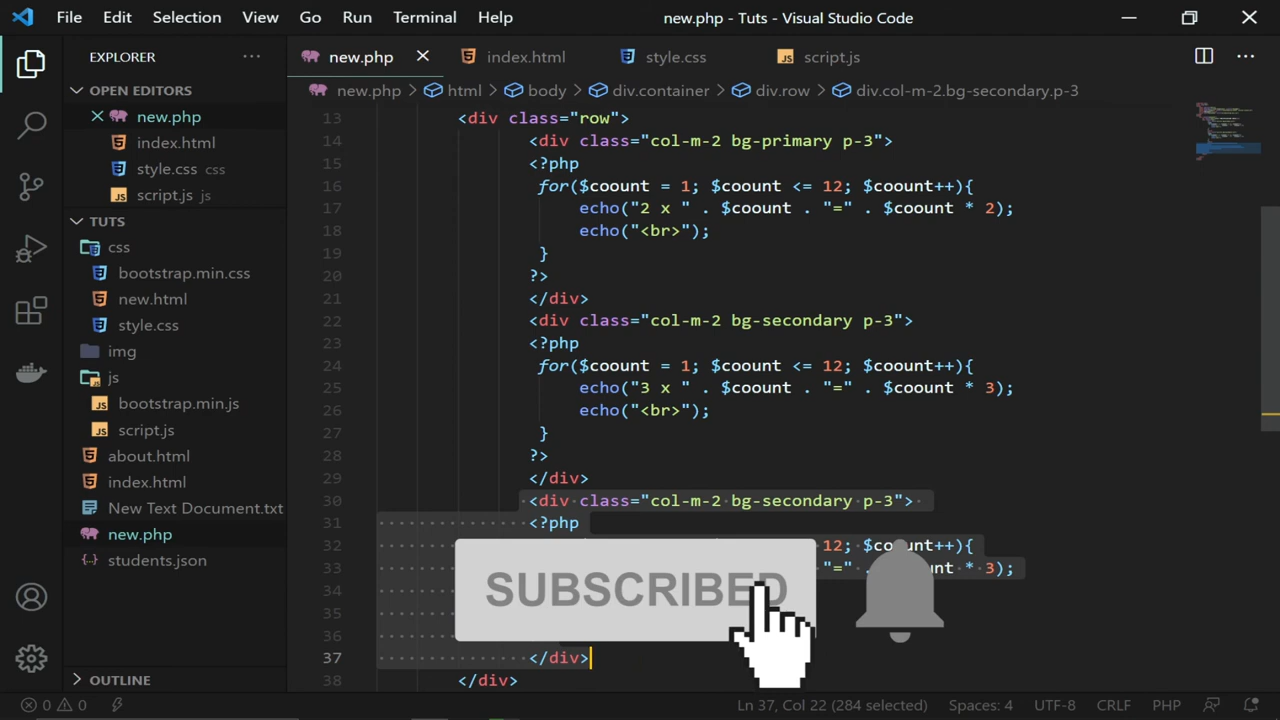 File Edit Selection View Go Run Terminal Help new.php - Tuts - Visual Studio Code
EXPLORER
OPEN EDITORS
new.php
index.html
style.css css
script.js js
TUTS
css
bootstrap.min.css
new.html
style.css
img
js
bootstrap.min.js
script.js
about.html
index.html
New Text Document.txt
new.php
students.json
OUTLINE
new.php index.html style.css script.js
new.php > html > body > div.container > div.row > div.col-m-2.bg-secondary.p-3
13 <div class="row">
14 <div class="col-m-2 bg-primary p-3">
15 <?php
16 for($coount = 1; $coount <= 12; $coount++){
17 echo("2 x " . $coount . "=" . $coount * 2);
18 echo("<br>");
19 }
20 ?>
21 </div>
22 <div class="col-m-2 bg-secondary p-3">
23 <?php
24 for($coount = 1; $coount <= 12; $coount++){
25 echo("3 x " . $coount . "=" . $coount * 3);
26 echo("<br>");
27 }
28 ?>
29 </div>
30 <div class="col-m-2 bg-secondary p-3">
31 <?php
32 12; $coount++){
33 "=" . unt * 3);
34
35
36
37 </div>
38 </div>
SUBSCRIBED
0 0 Ln 37, Col 22 (284 selected) Spaces: 4 UTF-8 CRLF PHP